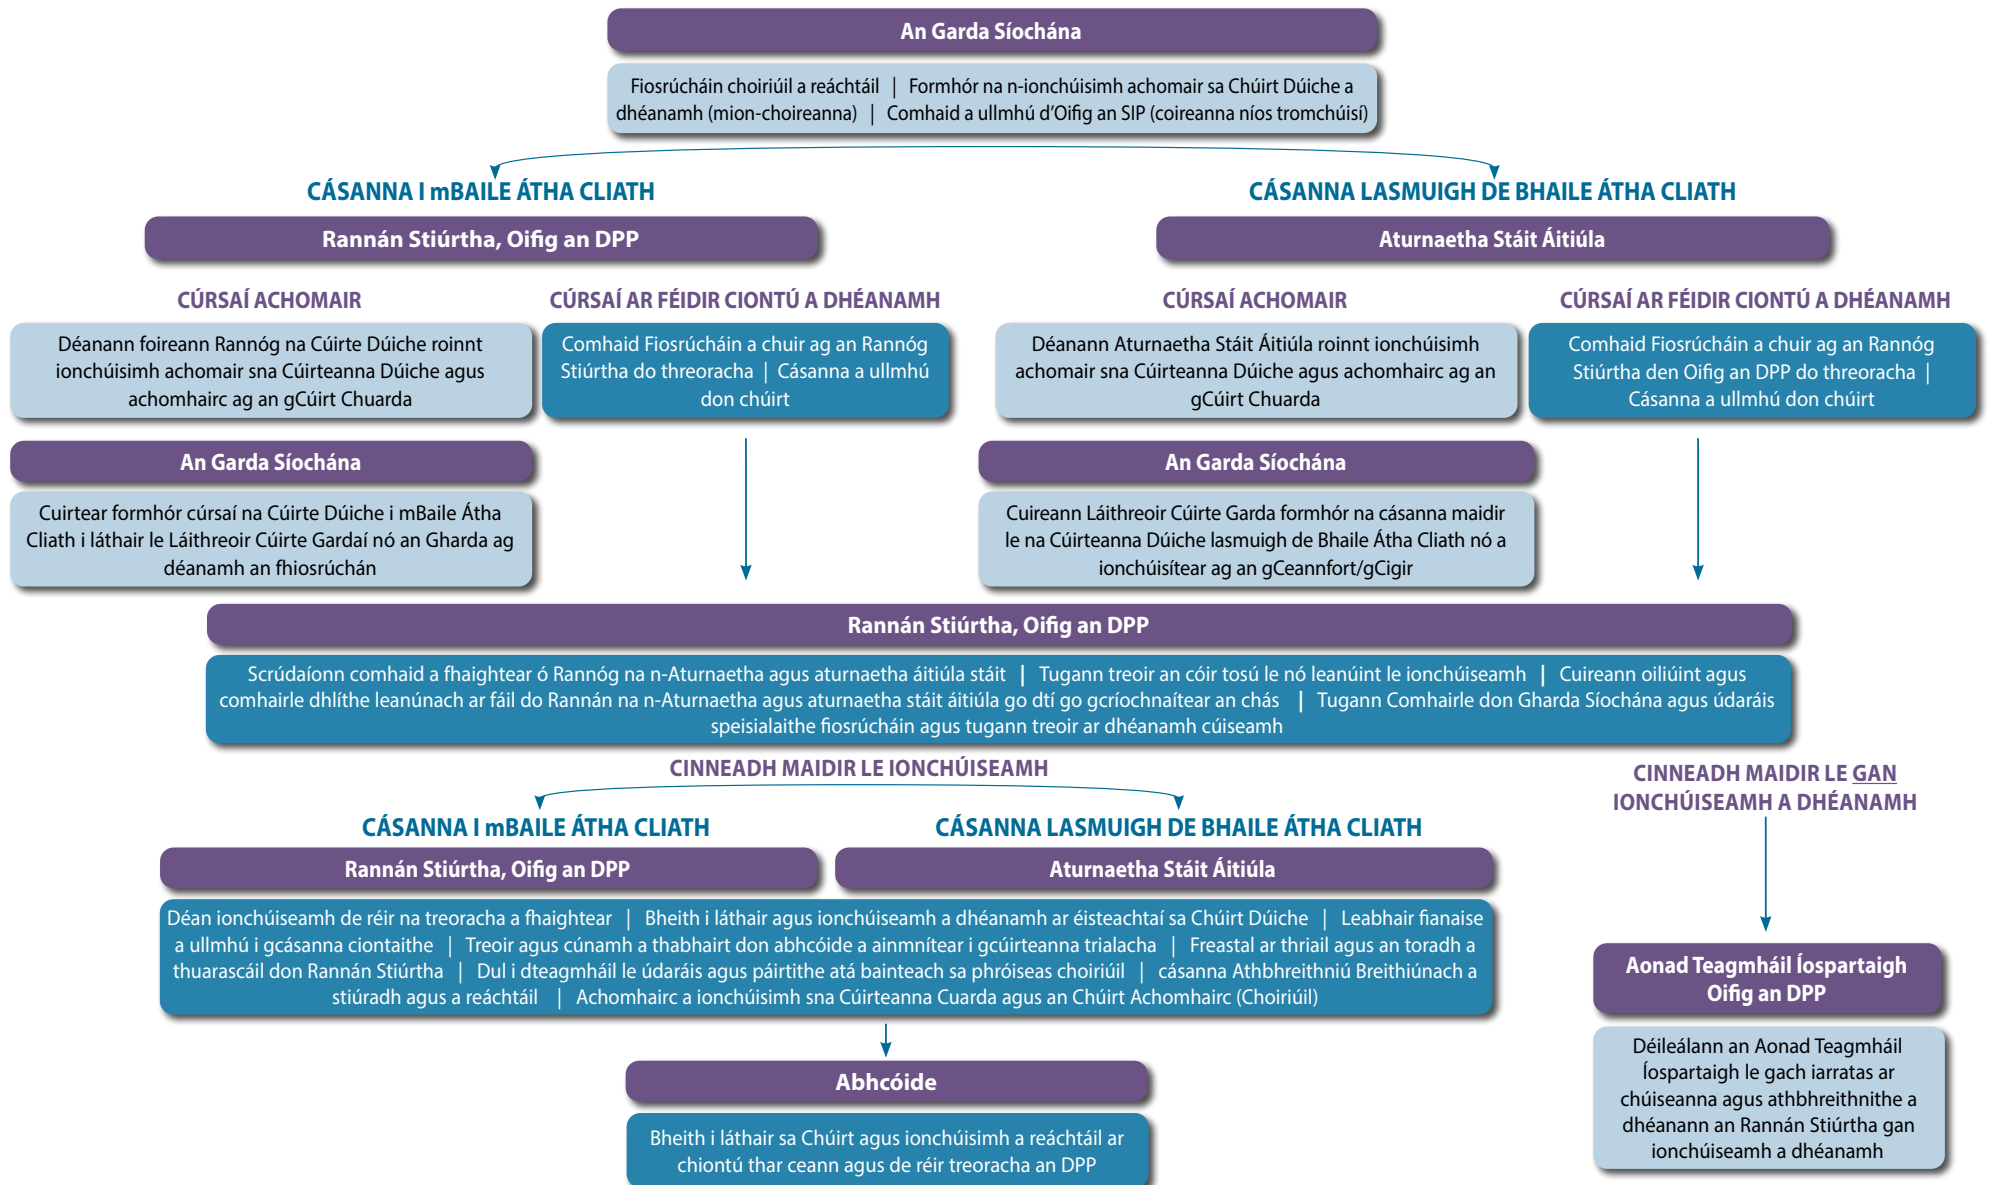 An Garda Síochána
Fiosrúcháin choiriúil a reáchtáil | Formhór na n-ionchúisimh achomair sa Chúirt Dúiche a
dhéanamh (mion-choireanna) | Comhaid a ullmhú d'Oifig an SIP (coireanna níos tromchúisí)
CÁSANNA I mBAILE ÁTHA CLIATH
Rannán Stiúrtha, Oifig an DPP
CÚRSAÍ ACHOMAIR
Déanann foireann Rannóg na Cúirte Dúiche roinnt
ionchúisimh achomair sna Cúirteanna Dúiche agus
achomhairc ag an gCúirt Chuarda
An Garda Síochána
Cuirtear formhór cúrsaí na Cúirte Dúiche i mBaile Átha
Cliath i láthair le Láithreoir Cúirte Gardaí nó an Gharda ag
déanamh an fhiosrúchán
CÚRSAÍ AR FÉIDIR CIONTÚ A DHÉANAMH
Comhaid Fiosrúcháin a chuir ag an Rannóg
Stiúrtha do threoracha | Cásanna a ullmhú
don chúirt
CÁSANNA LASMUIGH DE BHAILE ÁTHA CLIATH
Aturnaetha Stáit Áitiúla
CÚRSAÍ ACHOMAIR
Déanann Aturnaetha Stáit Áitiúla roinnt ionchúisimh
achomair sna Cúirteanna Dúiche agus achomhairc ag an
gCúirt Chuarda
An Garda Síochána
Cuireann Láithreoir Cúirte Garda formhór na cásanna maidir
le na Cúirteanna Dúiche lasmuigh de Bhaile Átha Cliath nó a
ionchúisítear ag an gCeannfort/gCigir
CÚRSAÍ AR FÉIDIR CIONTÚ A DHÉANAMH
Comhaid Fiosrúcháin a chuir ag an Rannóg
Stiúrtha den Oifig an DPP do threoracha |
Cásanna a ullmhú don chúirt
Rannán Stiúrtha, Oifig an DPP
Scrúdaíonn comhaid a fhaightear ó Rannóg na n-Aturnaetha agus aturnaetha áitiúla stáit | Tugann treoir an cóir tosú le nó leanúint le ionchúiseamh | Cuireann oiliúint agus
comhairle dhlíthe leanúnach ar fáil do Rannán na n-Aturnaetha agus aturnaetha stáit áitiúla go dtí go gcríochnaítear an chás | Tugann Comhairle don Gharda Síochána agus údaráis
speisialaithe fiosrúcháin agus tugann treoir ar dhéanamh cúiseamh
CINNEADH MAIDIR LE IONCHÚISEAMH
CÁSANNA I mBAILE ÁTHA CLIATH
CÁSANNA LASMUIGH DE BHAILE ÁTHA CLIATH
Rannán Stiúrtha, Oifig an DPP
Aturnaetha Stáit Áitiúla
Déan ionchúiseamh de réir na treoracha a fhaightear | Bheith i láthair agus ionchúiseamh a dhéanamh ar éisteachtaí sa Chúirt Dúiche | Leabhair fianaise
a ullmhú i gcásanna ciontaithe | Treoir agus cúnamh a thabhairt don abhcóide a ainmnítear i gcúirteanna trialacha | Freastal ar thriail agus an toradh a
thuarascáil don Rannán Stiúrtha | Dul i dteagmháil le údaráis agus páirtithe atá bainteach sa phróiseas choiriúil | cásanna Athbhreithniú Breithiúnach a
stiúradh agus a reáchtáil | Achomhairc a ionchúisimh sna Cúirteanna Cuarda agus an Chúirt Achomhairc (Choiriúil)
Abhcóide
Bheith i láthair sa Chúirt agus ionchúisimh a reáchtáil ar
chiontú thar ceann agus de réir treoracha an DPP
CINNEADH MAIDIR LE GAN
IONCHÚISEAMH A DHÉANAMH
Aonad Teagmháil Íospartaigh
Oifig an DPP
Déileálann an Aonad Teagmháil
Íospartaigh le gach iarratas ar
chúiseanna agus athbhreithnithe a
dhéanann an Rannán Stiúrtha gan
ionchúiseamh a dhéanamh